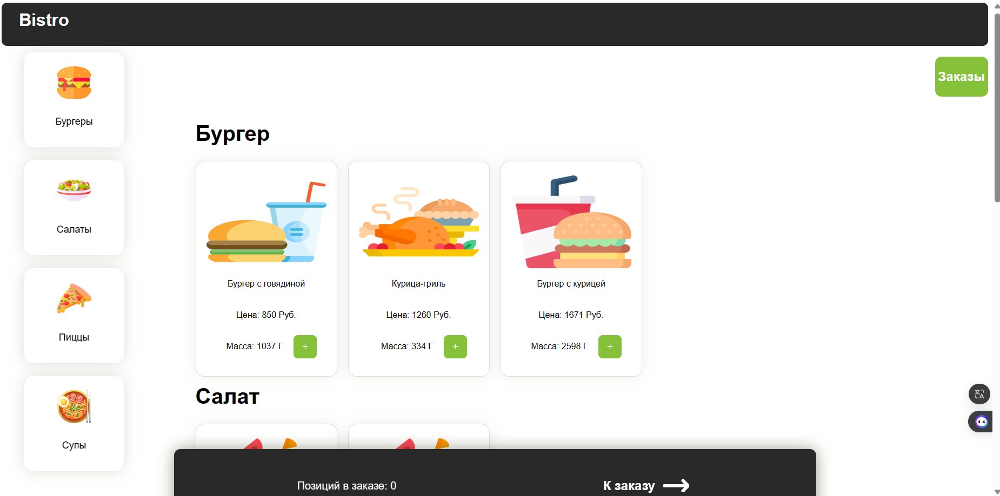 Bistro
Заказы
Бургеры
Салаты
Пиццы
Супы
Бургер
Бургер с говядиной
Цена: 850 Руб.
Масса: 1037 Г +
Курица-гриль
Цена: 1260 Руб.
Масса: 334 Г +
Бургер с курицей
Цена: 1671 Руб.
Масса: 2598 Г +
Салат
Позиций в заказе: 0
К заказу